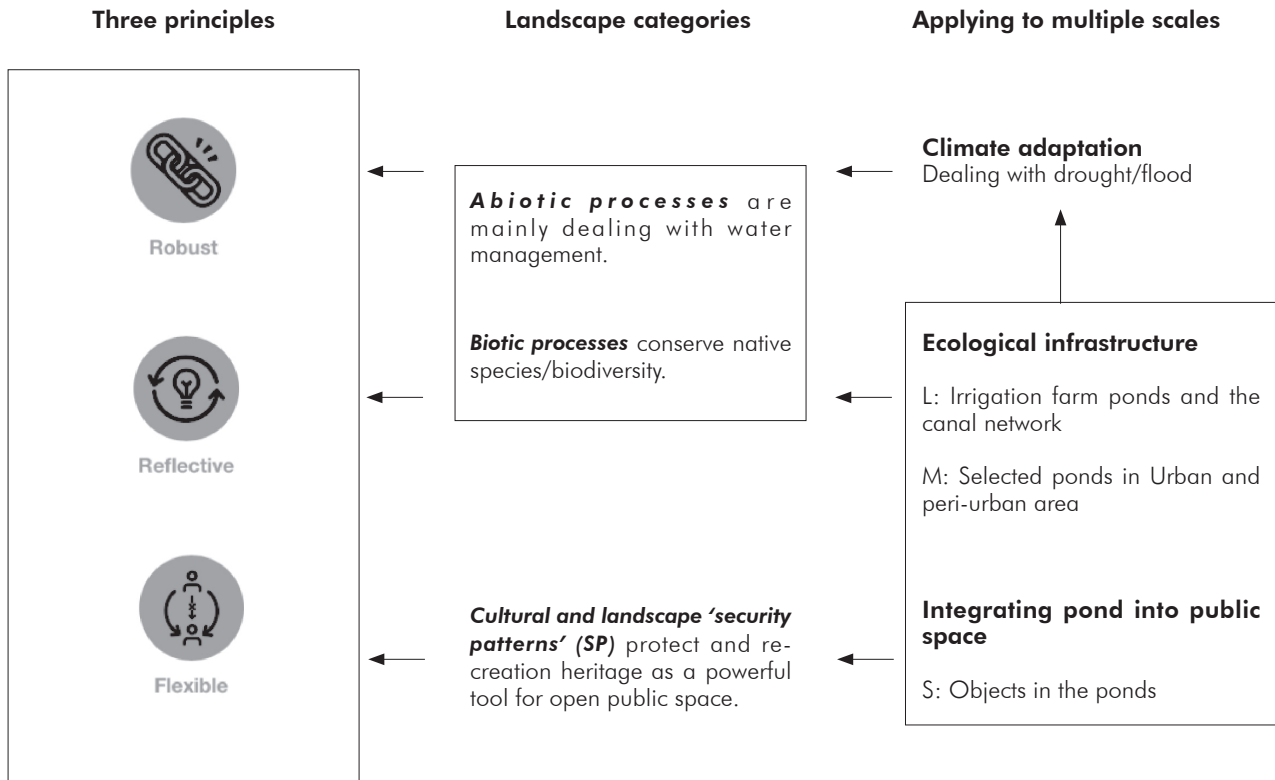 Three principles
Landscape categories
Applying to multiple scales
Robust
Reflective
Flexible
Abiotic processes are
mainly dealing with water
management.
Biotic processes conserve native
species/biodiversity.
Cultural and landscape ‘security
patterns’ (SP) protect and re-
creation heritage as a powerful
tool for open public space.
Climate adaptation
Dealing with drought/flood
Ecological infrastructure
L: Irrigation farm ponds and the
canal network
M: Selected ponds in Urban and
peri-urban area
Integrating pond into public
space
S: Objects in the ponds